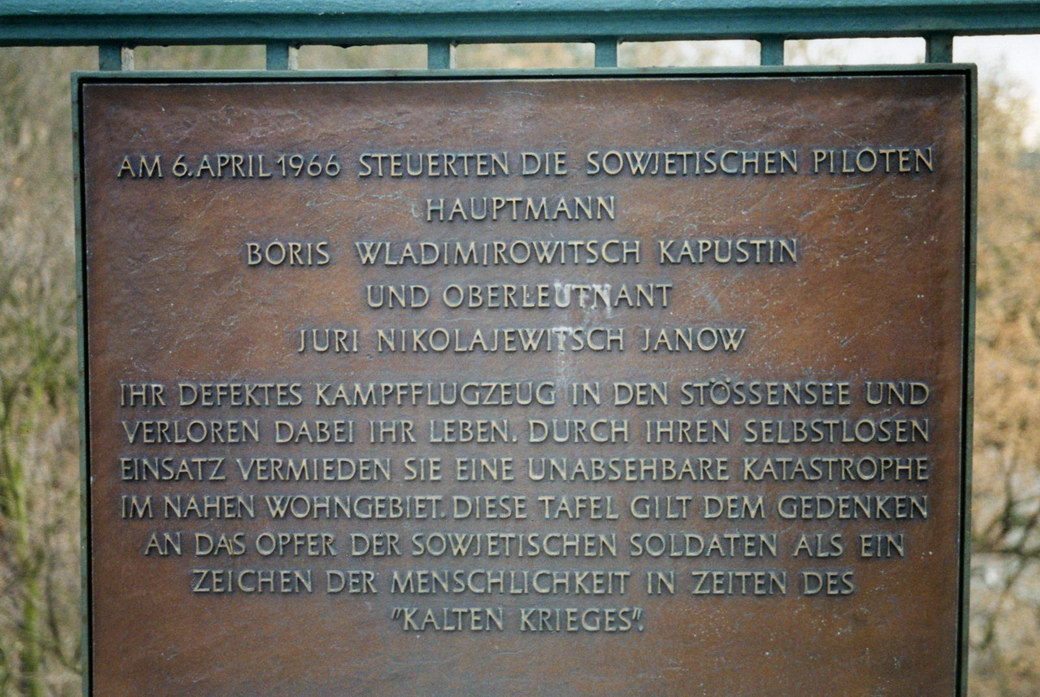 AM 6. APRIL 1966 STEUERTEN DIE SOWJETISCHEN PILOTEN
HAUPTMANN
BORIS WLADIMIROWITSCH KAPUSTIN
UND OBERLEUTNANT
JURI NIKOLAJEWITSCH JANOW
IHR DEFEKTES KAMPFFLUGZEUG IN DEN STÖSSENSEE UND
VERLOREN DABEI IHR LEBEN. DURCH IHREN SELBSTLOSEN
EINSATZ VERMIEDEN SIE EINE UNABSEHBARE KATASTROPHE
IM NAHEN WOHNGEBIET. DIESE TAFEL GILT DEM GEDENKEN
AN DAS OPFER DER SOWJETISCHEN SOLDATEN ALS EIN
ZEICHEN DER MENSCHLICHKEIT IN ZEITEN DES
"KALTEN KRIEGES".